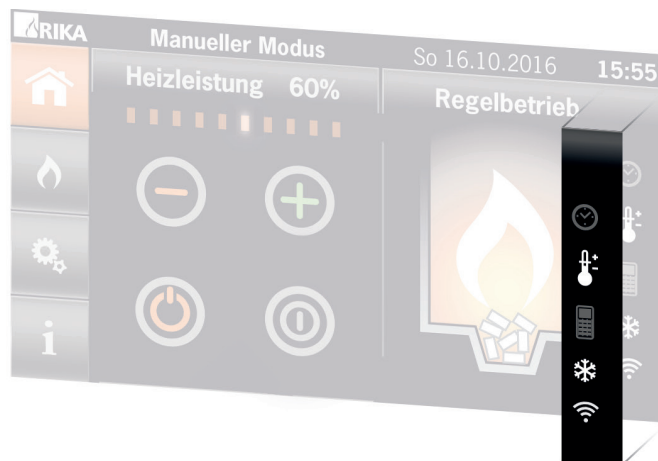 RIKA
Manueller Modus
So 16.10.2016
15:55
Heizleistung 60%
Regelbetrieb
i